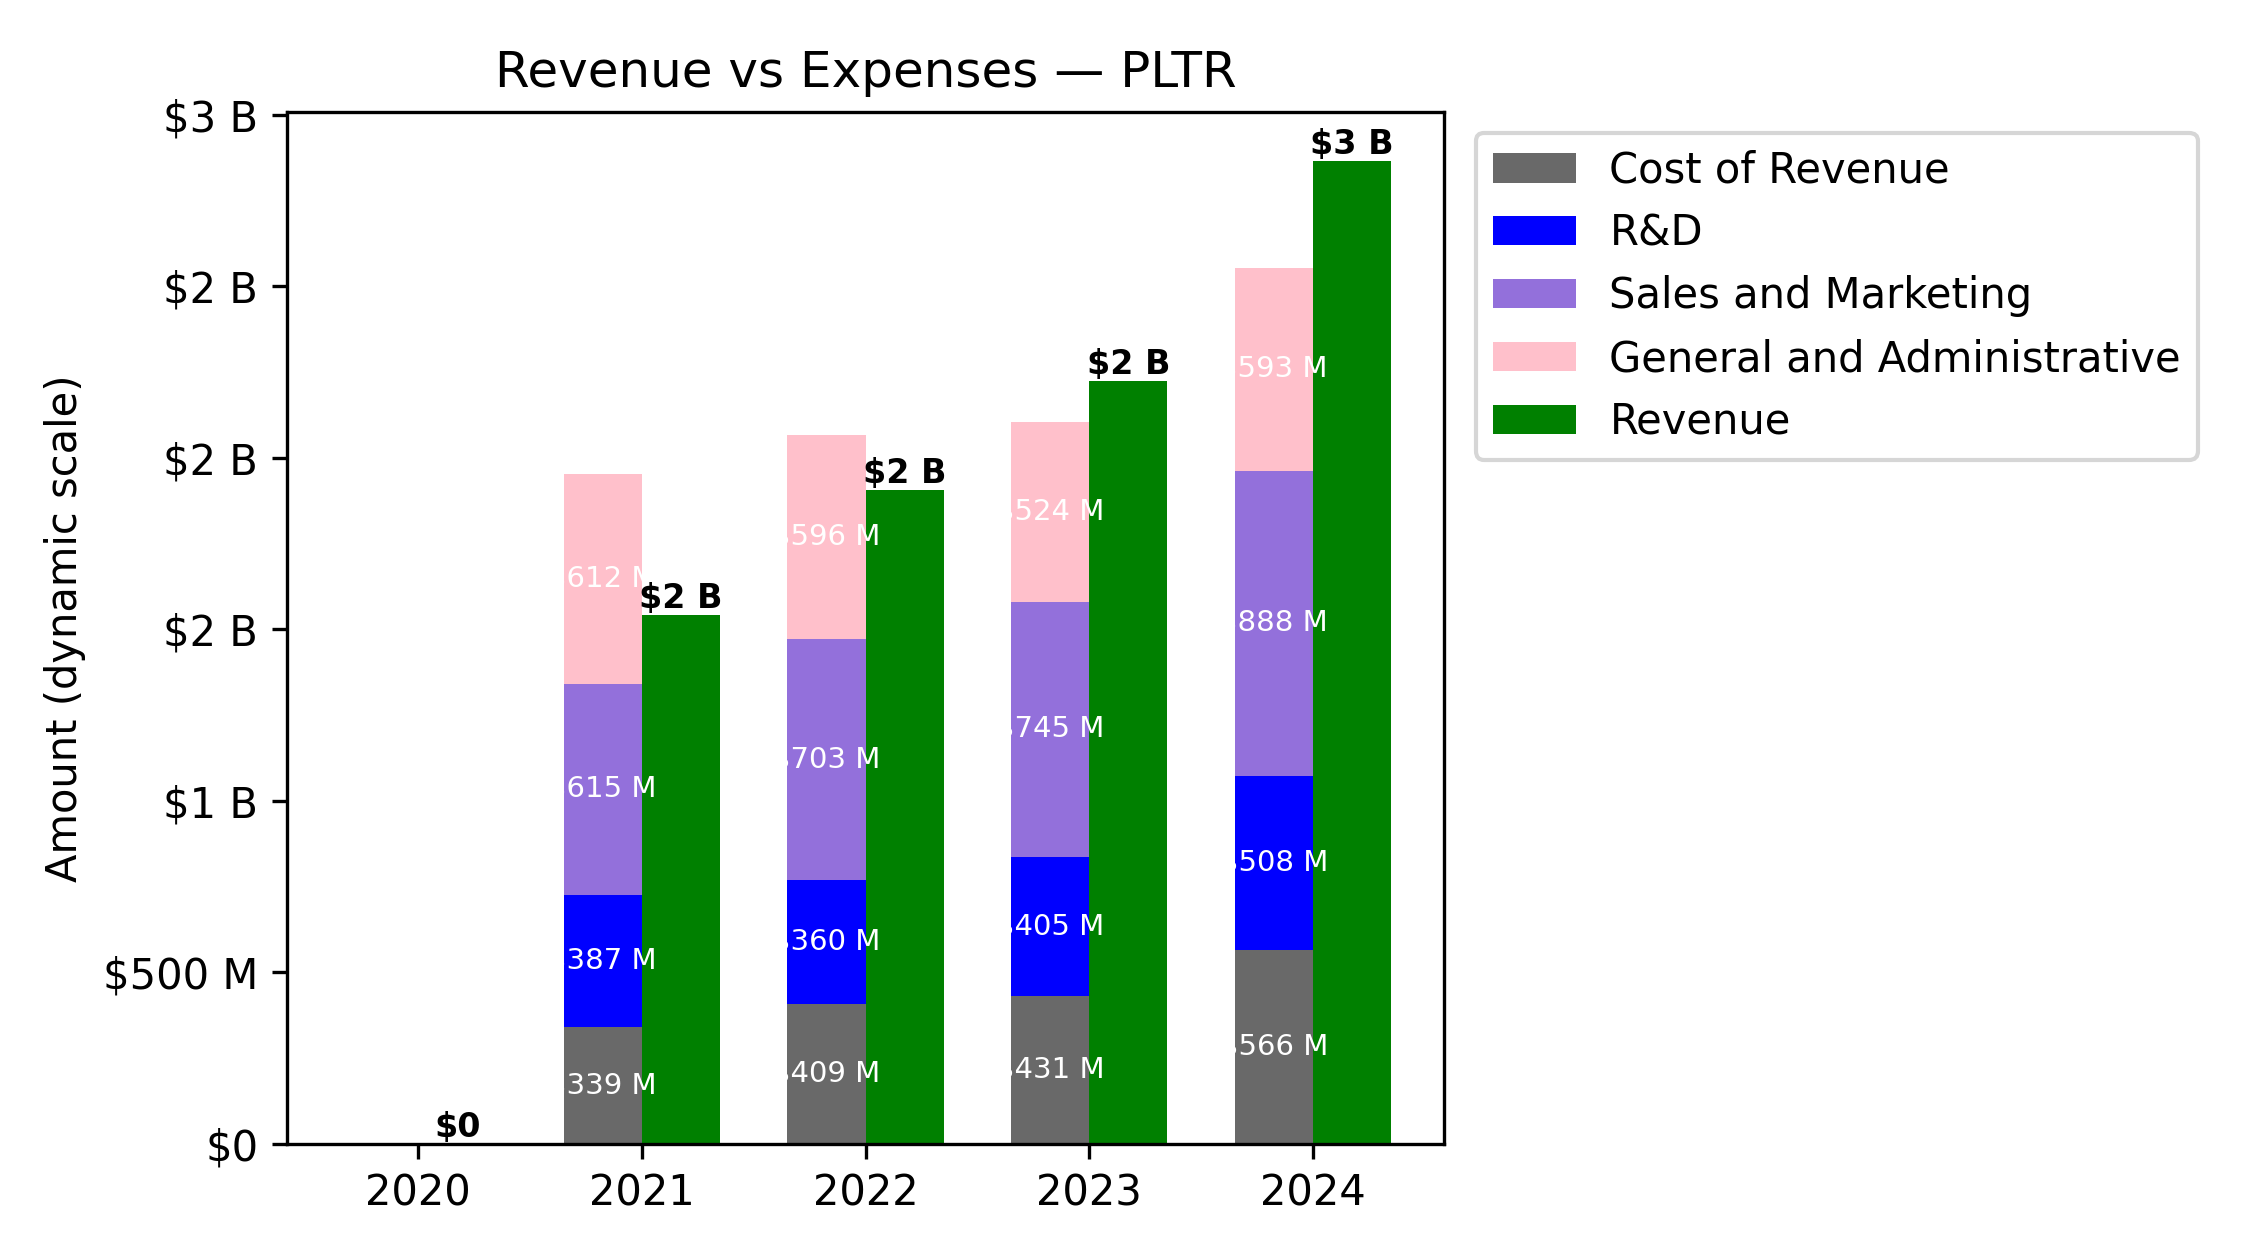 Revenue vs Expenses — PLTR
$3 B
$2 B
$2 B
$2 B
$1 B
$500 M
$0
Amount (dynamic scale)
2020
2021
2022
2023
2024
$0
$2 B
$2 B
$2 B
$3 B
612 M
615 M
387 M
339 M
$596 M
$703 M
$360 M
$409 M
$524 M
$745 M
$405 M
$431 M
593 M
888 M
$508 M
$566 M
Cost of Revenue
R&D
Sales and Marketing
General and Administrative
Revenue